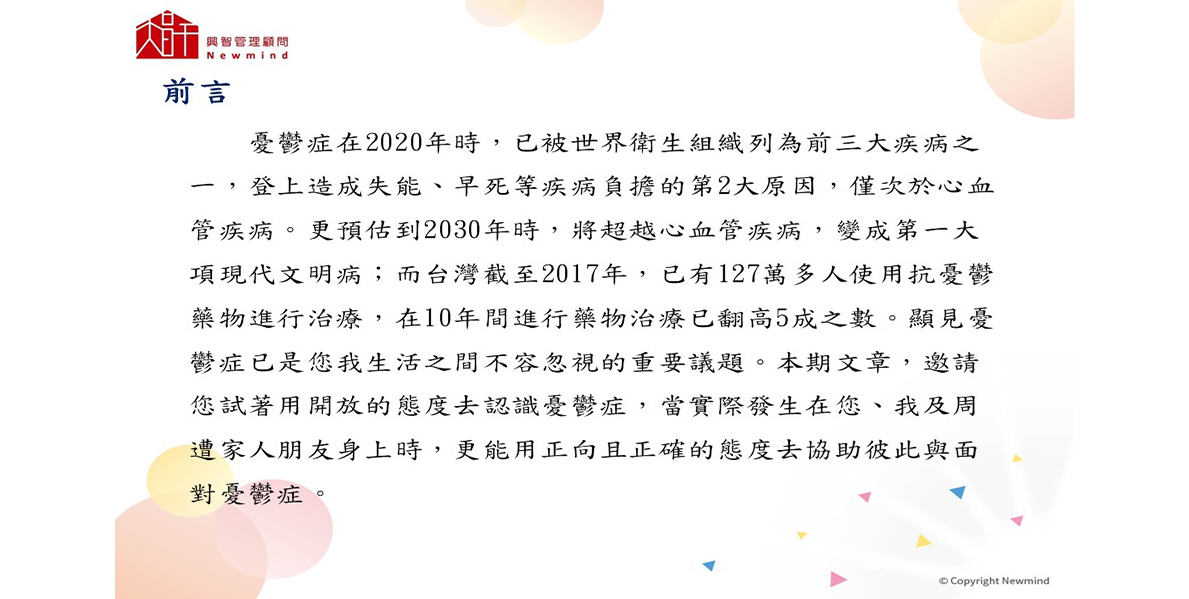 興智管理顧問
Newmind
前言
憂鬱症在2020年時，已被世界衛生組織列為前三大疾病之
一，登上造成失能、早死等疾病負擔的第2大原因，僅次於心血
管疾病。更預估到2030年時，將超越心血管疾病，變成第一大
項現代文明病；而台灣截至2017年，已有127萬多人使用抗憂鬱
藥物進行治療，在10年間進行藥物治療已翻高5成之數。顯見憂
鬱症已是您我生活之間不容忽視的重要議題。本期文章，邀請
您試著用開放的態度去認識憂鬱症，當實際發生在您、我及周
遭家人朋友身上時，更能用正向且正確的態度去協助彼此與面
對憂鬱症。
© Copyright Newmind